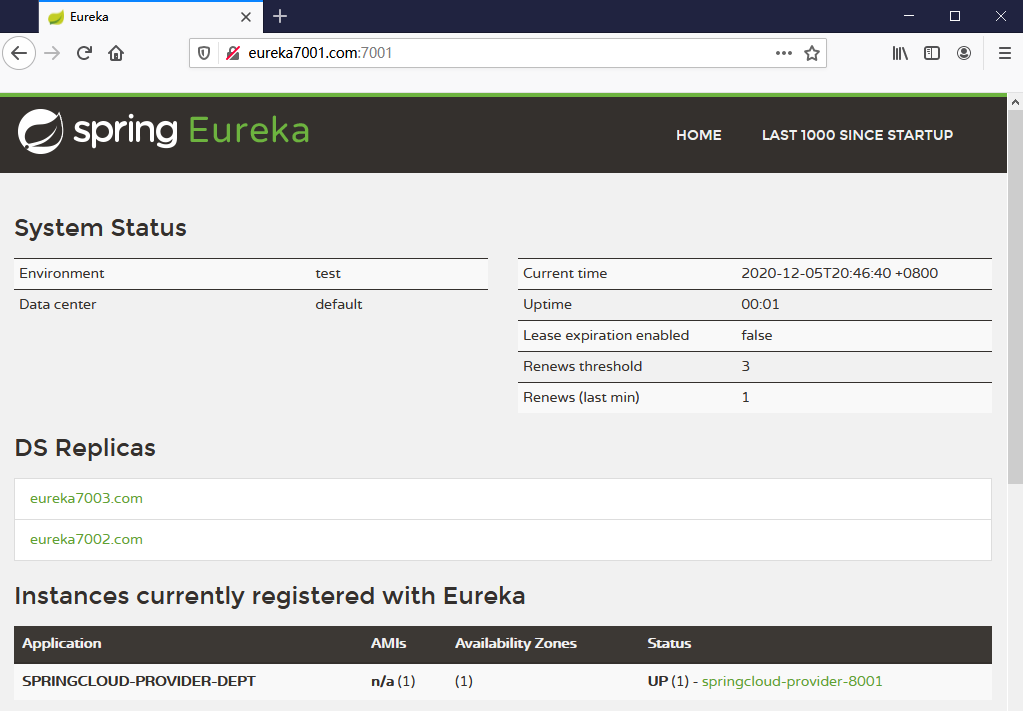 Eureka
eureka7001.com:7001
spring Eureka
HOME
LAST 1000 SINCE STARTUP
System Status
Environment test
Data center default
Current time 2020-12-05T20:46:40 +0800
Uptime 00:01
Lease expiration enabled false
Renews threshold 3
Renews (last min) 1
DS Replicas
eureka7003.com
eureka7002.com
Instances currently registered with Eureka
Application AMIs Availability Zones Status
SPRINGCLOUD-PROVIDER-DEPT n/a (1) (1) UP (1) - springcloud-provider-8001